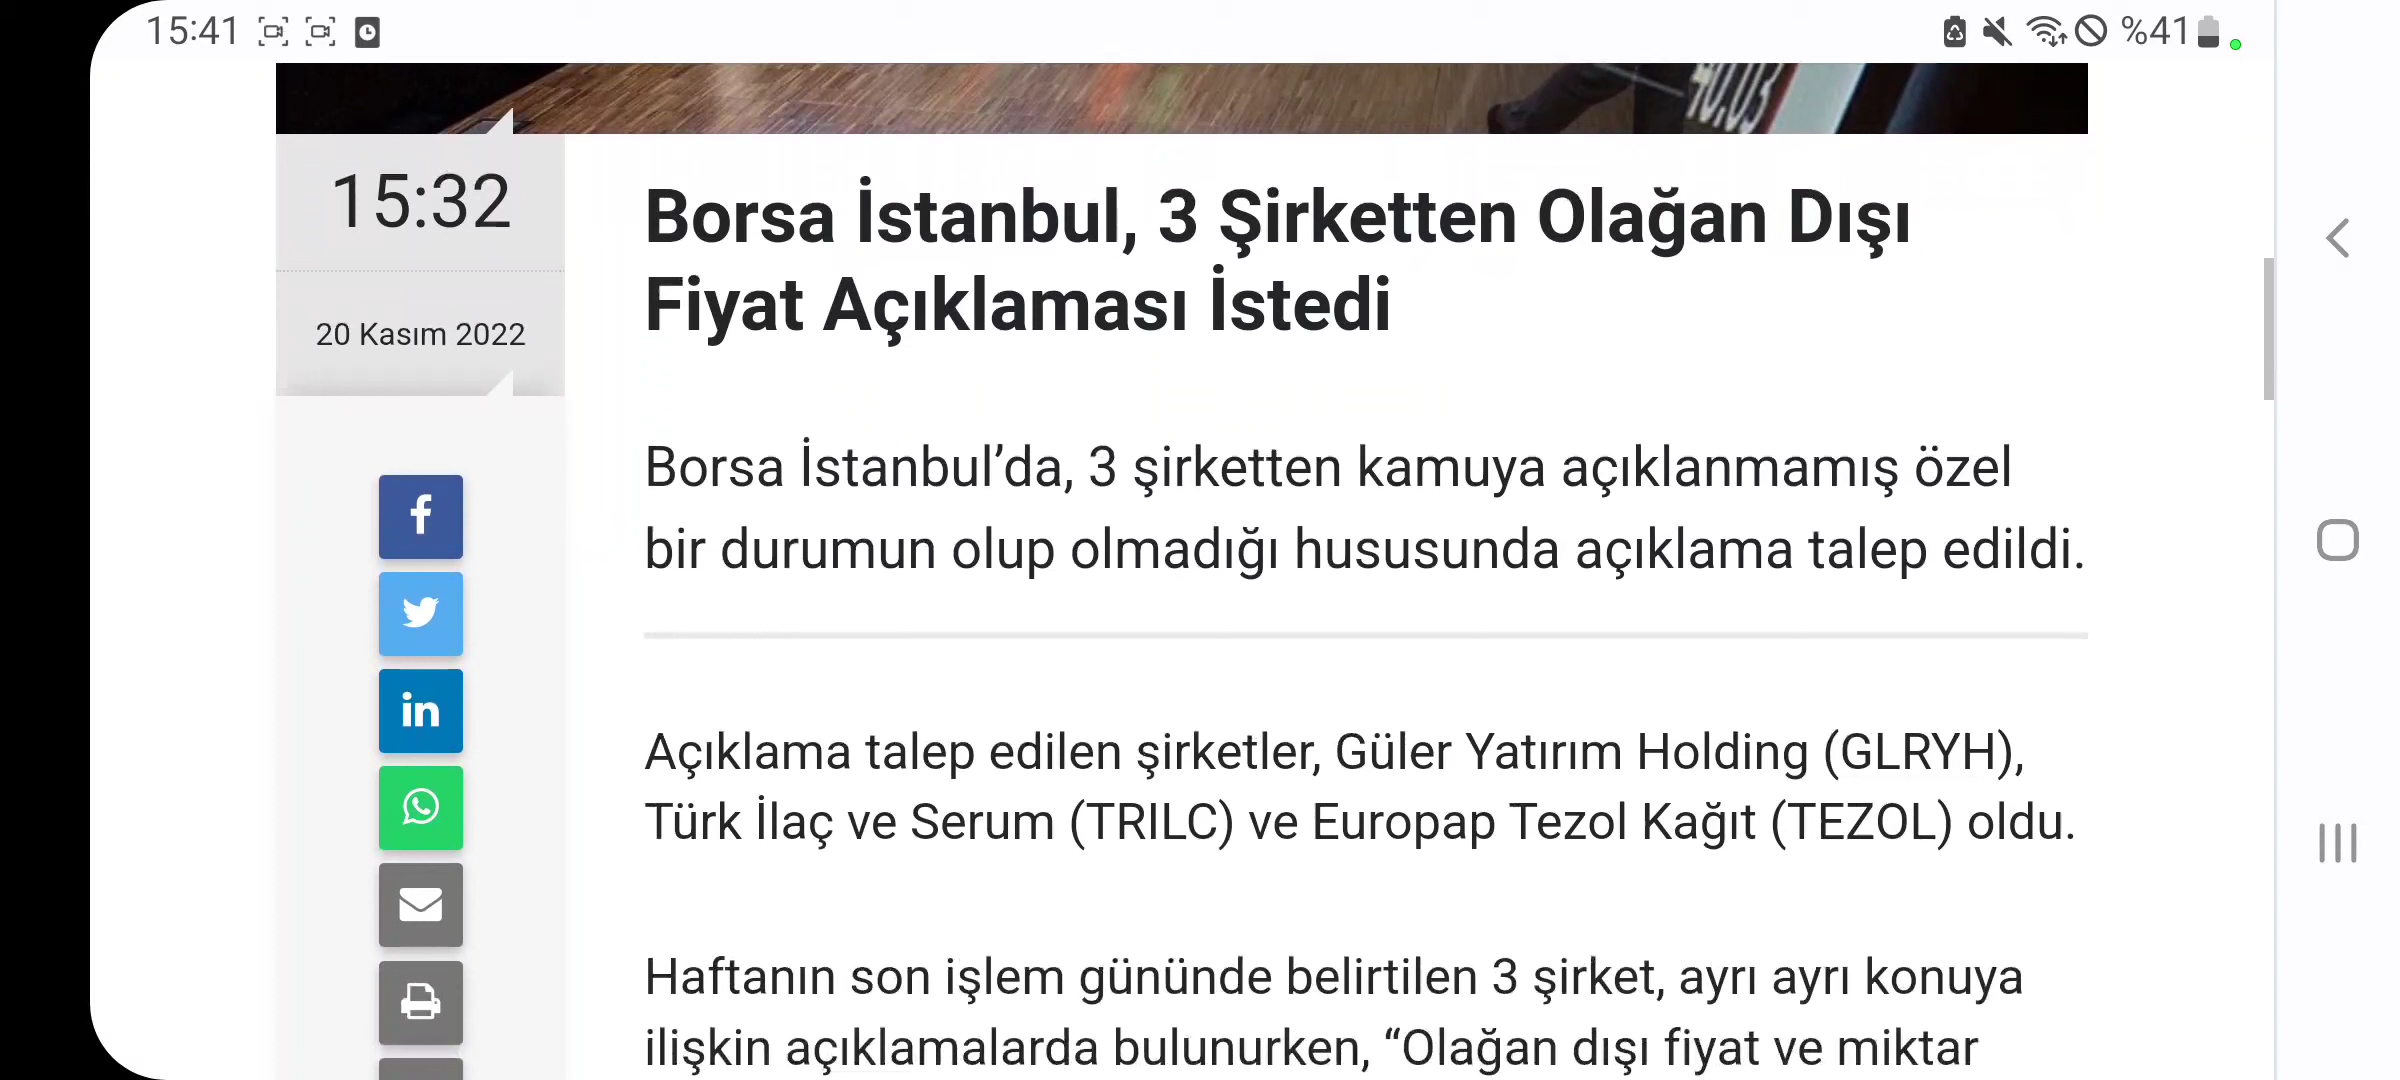 15:41
%41
40.03
15:32
20 Kasım 2022
Borsa İstanbul, 3 Şirketten Olağan Dışı
Fiyat Açıklaması İstedi
Borsa İstanbul’da, 3 şirketten kamuya açıklanmamış özel
bir durumun olup olmadığı hususunda açıklama talep edildi.
Açıklama talep edilen şirketler, Güler Yatırım Holding (GLRYH),
Türk İlaç ve Serum (TRILC) ve Europap Tezol Kağıt (TEZOL) oldu.
Haftanın son işlem gününde belirtilen 3 şirket, ayrı ayrı konuya
ilişkin açıklamalarda bulunurken, “Olağan dışı fiyat ve miktar